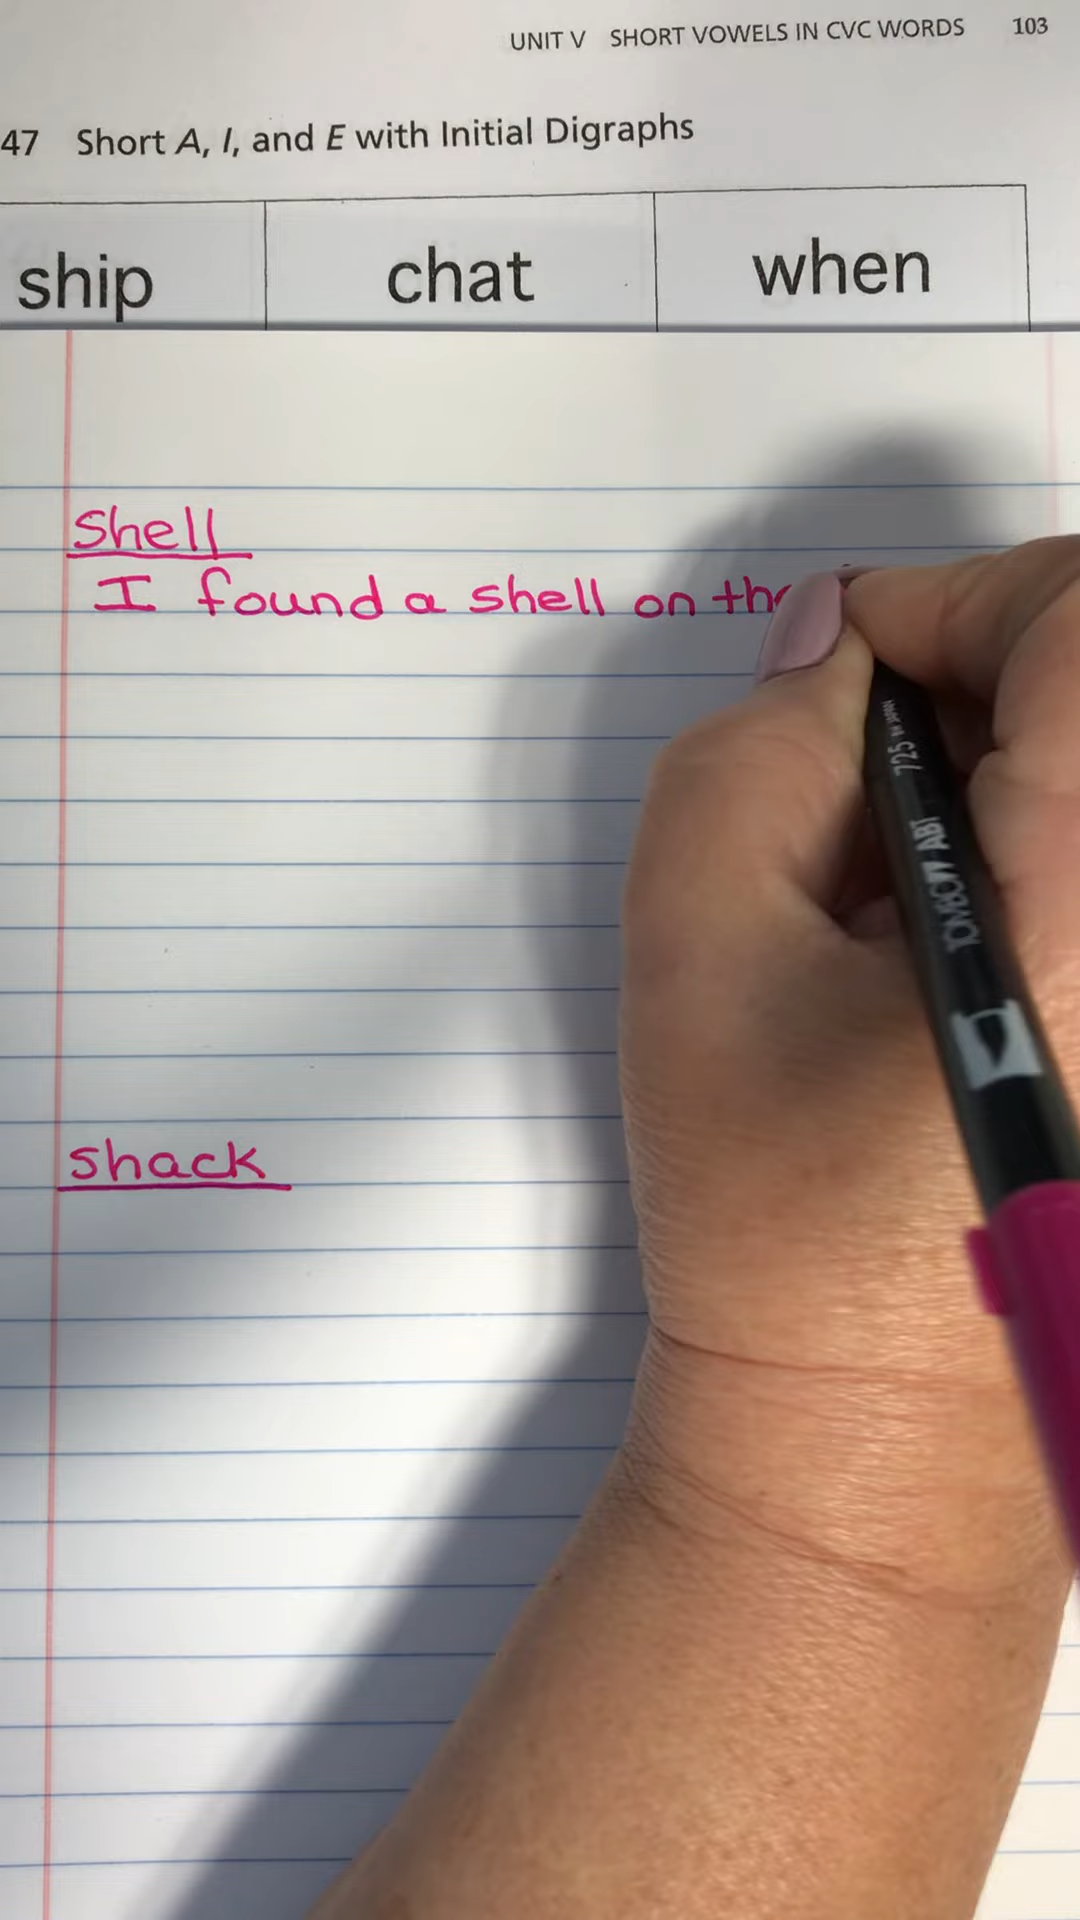 UNIT V SHORT VOWELS IN CVC WORDS 103
47 Short A, I, and E with Initial Digraphs
ship chat when
Shell
I found a shell on the
725
TOMBOW ABT
shack